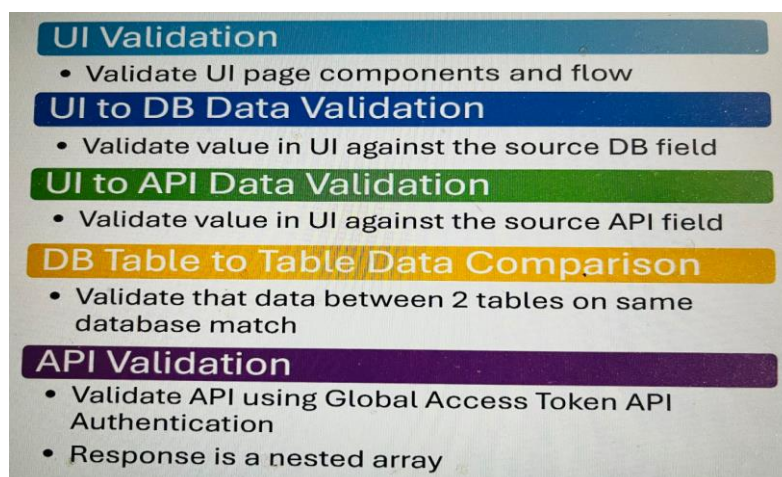 UI Validation
• Validate UI page components and flow
UI to DB Data Validation
• Validate value in UI against the source DB field
UI to API Data Validation
• Validate value in UI against the source API field
DB Table to Table Data Comparison
• Validate that data between 2 tables on same
database match
API Validation
• Validate API using Global Access Token API
Authentication
• Response is a nested array